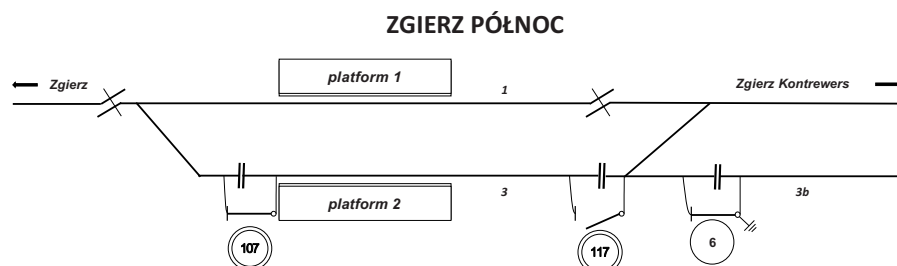 ZGIERZ PÓŁNOC
Zgierz
platform 1
1
Zgierz Kontrewers
platform 2
3
3b
107
117
6